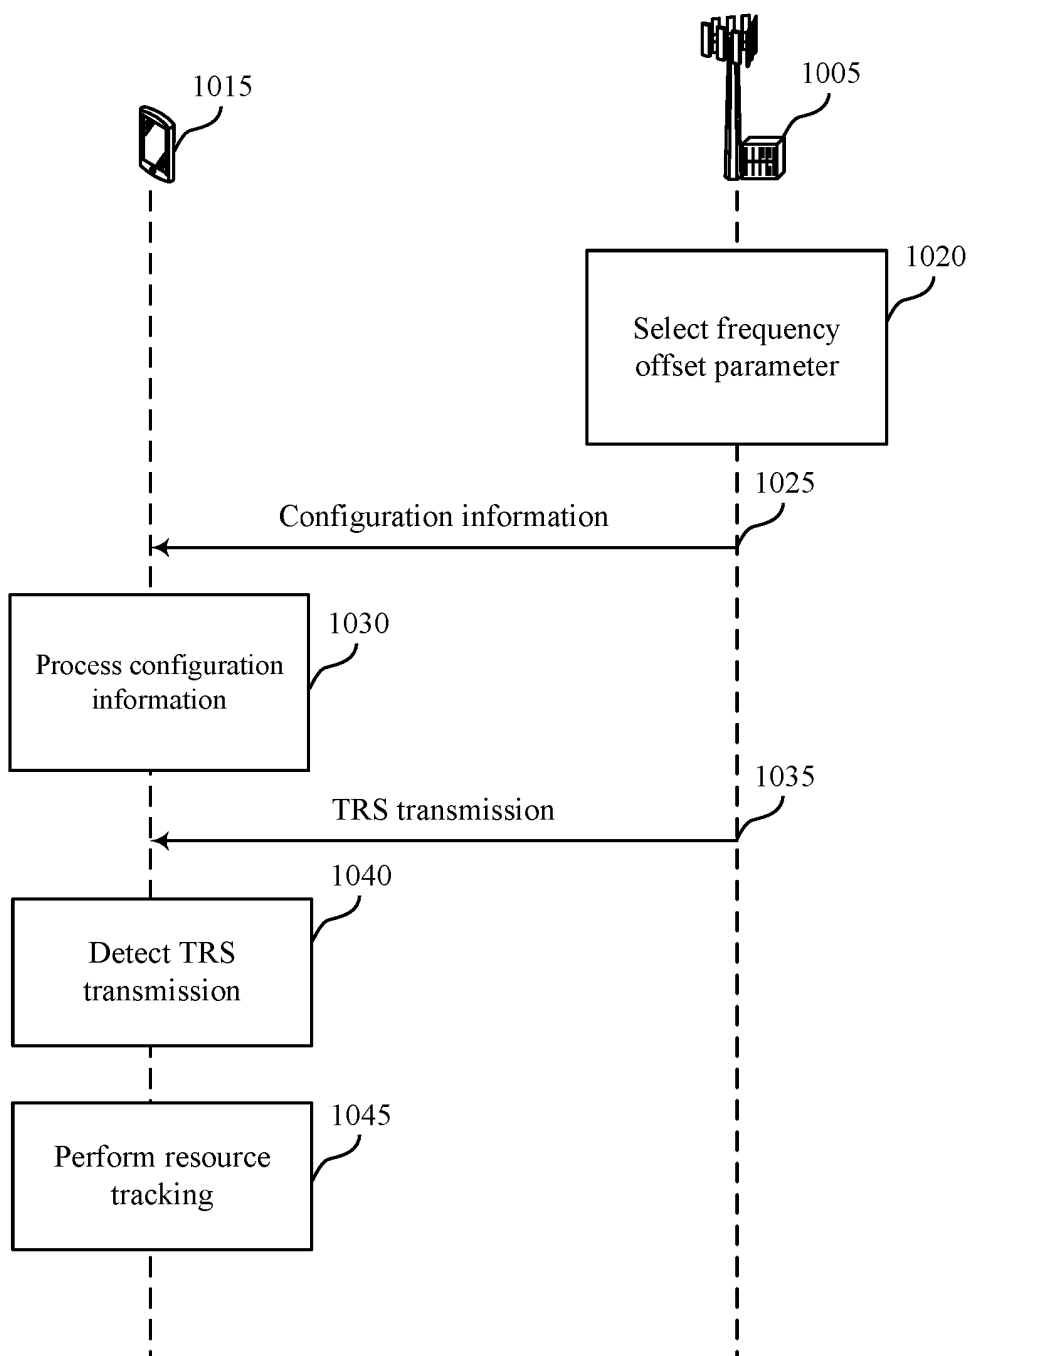 1015
1005
1020
Select frequency
offset parameter
1025
Configuration information
1030
Process configuration
information
1035
TRS transmission
1040
Detect TRS
transmission
1045
Perform resource
tracking